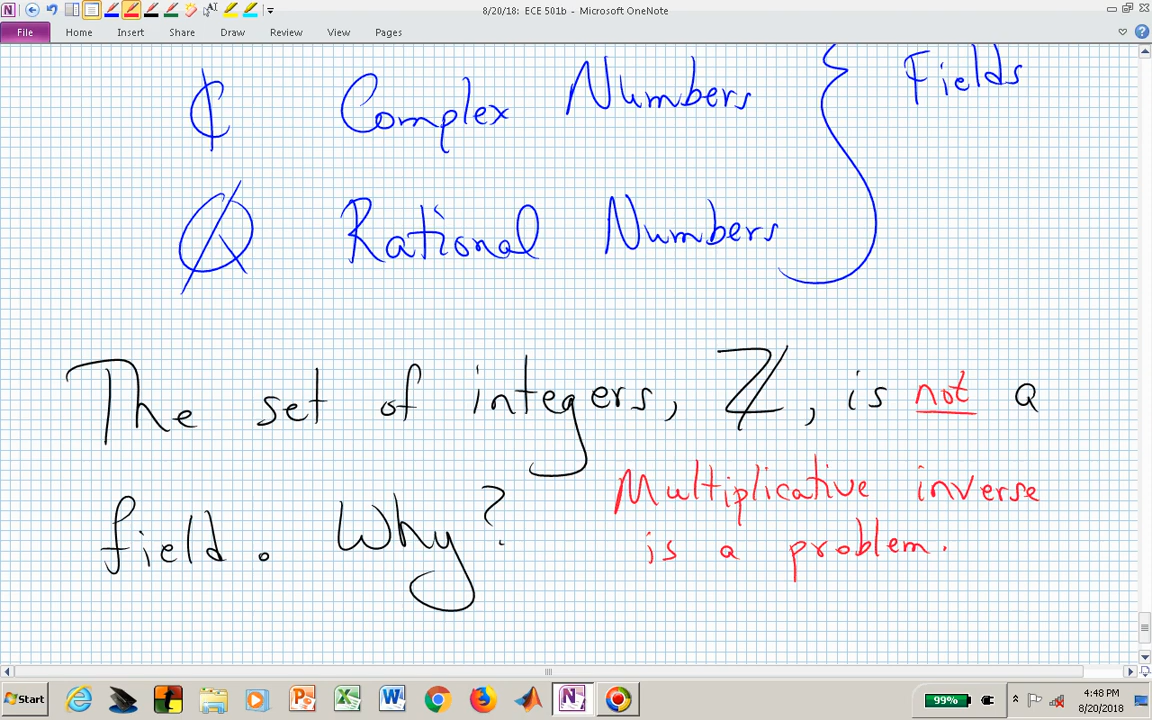 8/20/18: ECE 501b - Microsoft OneNote
File Home Insert Share Draw Review View Pages
ℂ Complex Numbers } Fields
ℚ Rational Numbers
The set of integers, ℤ, is not a
field. Why?
Multiplicative inverse
is a problem.
Start
99%
4:48 PM
8/20/2018